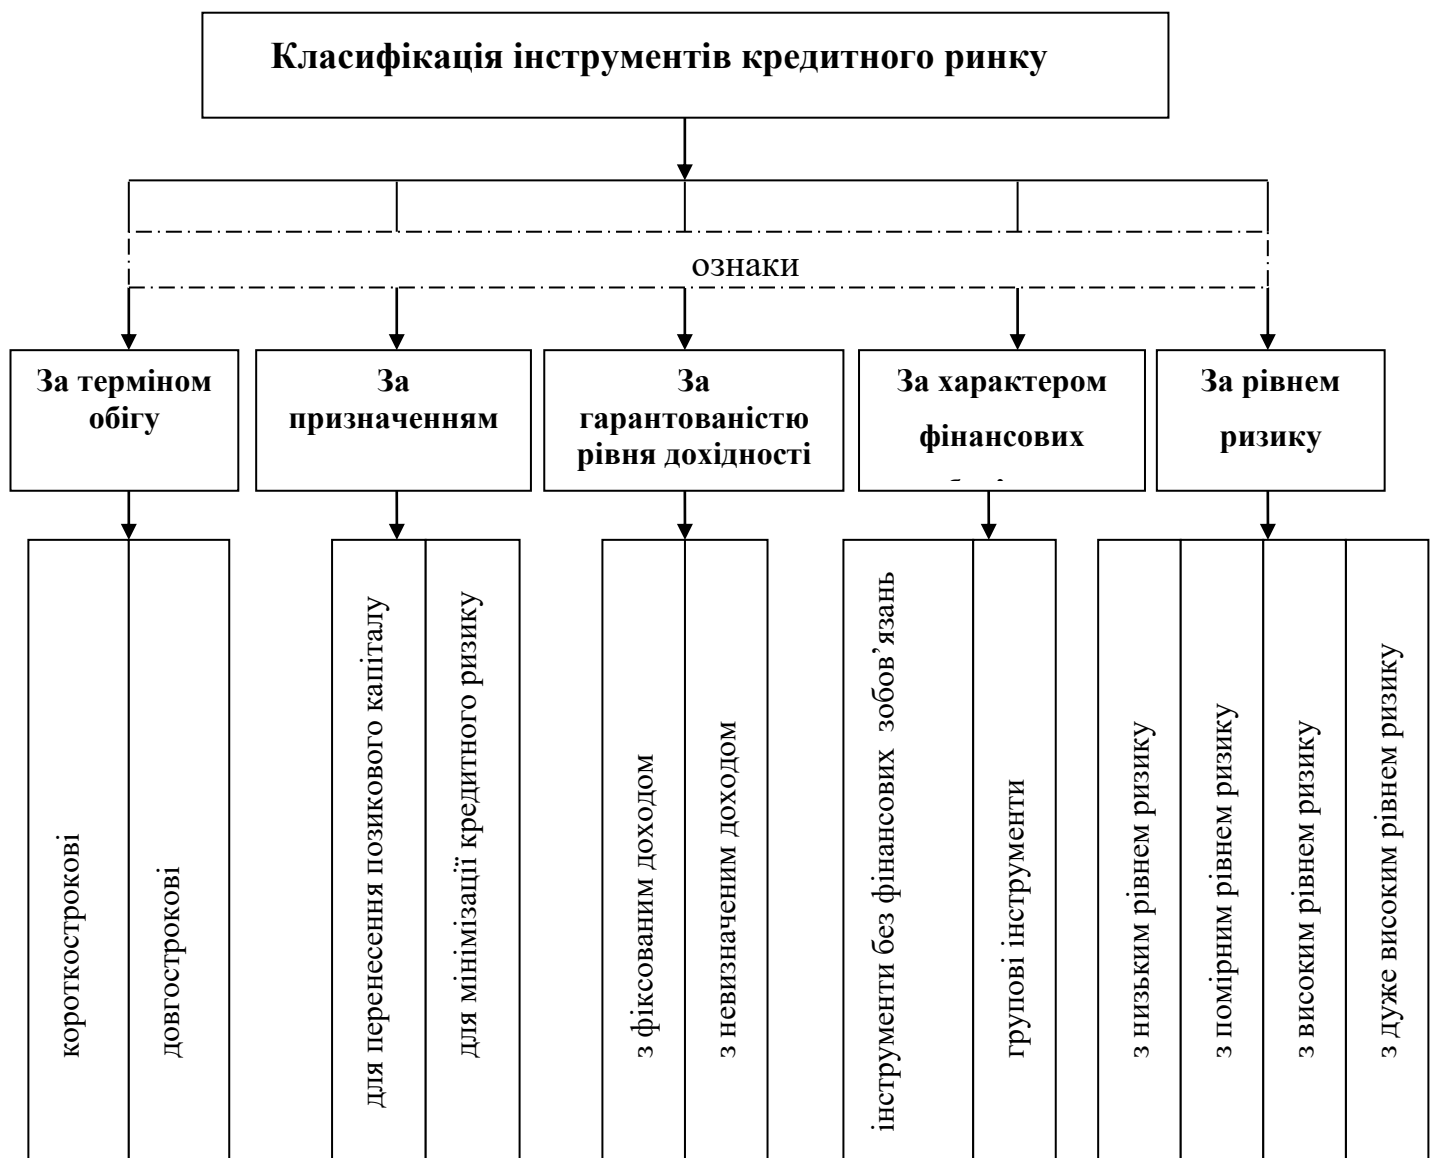 Класифікація інструментів кредитного ринку
ознаки
За терміном
обігу
За
призначенням
За
гарантованістю
рівня дохідності
За характером
фінансових
За рівнем
ризику
короткострокові
довгострокові
для перенесення позикового капіталу
для мінімізації кредитного ризику
з фіксованим доходом
з невизначеним доходом
інструменти без фінансових зобов’язань
групові інструменти
з низьким рівнем ризику
з помірним рівнем ризику
з високим рівнем ризику
з дуже високим рівнем ризику